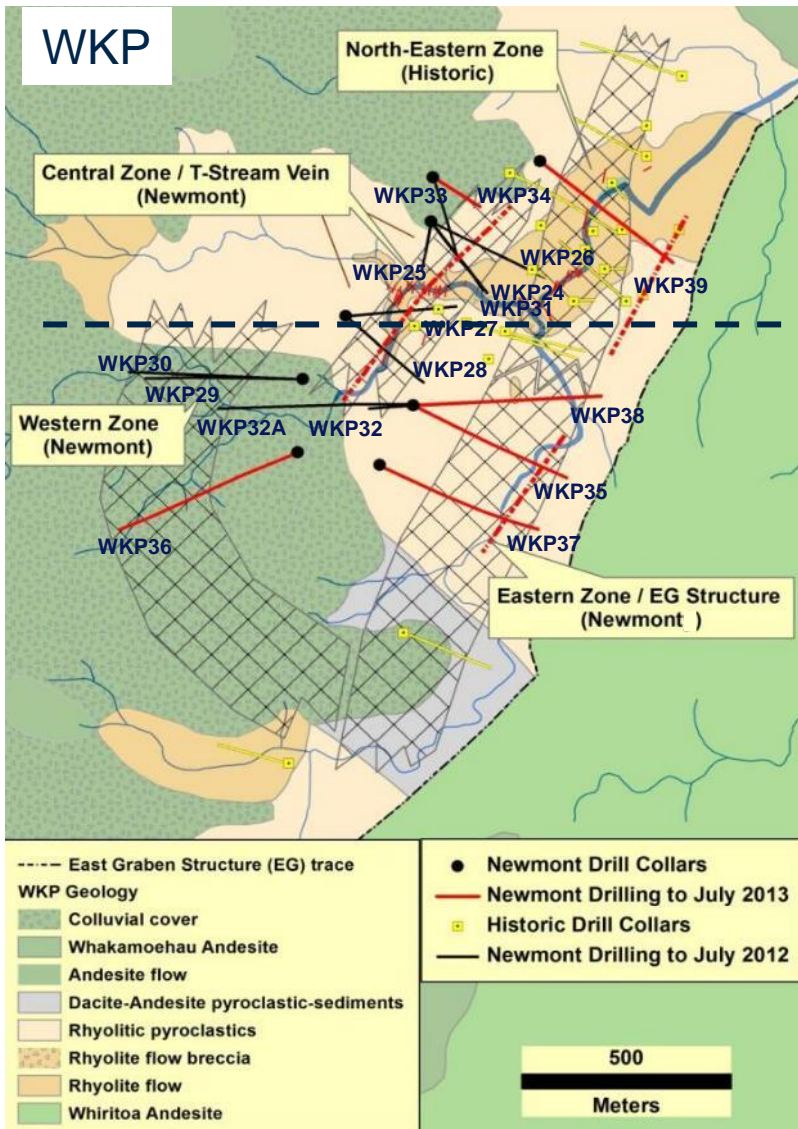 WKP
North-Eastern Zone
(Historic)
Central Zone / T-Stream Vein
(Newmont)
WKP33
WKP34
WKP25
WKP26
WKP24
WKP39
WKP31
WKP27
WKP30
WKP28
WKP29
Western Zone
(Newmont)
WKP32A
WKP32
WKP38
WKP35
WKP36
WKP37
Eastern Zone / EG Structure
(Newmont )
East Graben Structure (EG) trace
WKP Geology
Colluvial cover
Whakamoehau Andesite
Andesite flow
Dacite-Andesite pyroclastic-sediments
Rhyolitic pyroclastics
Rhyolite flow breccia
Rhyolite flow
Whiritoa Andesite
Newmont Drill Collars
Newmont Drilling to July 2013
Historic Drill Collars
Newmont Drilling to July 2012
500
Meters